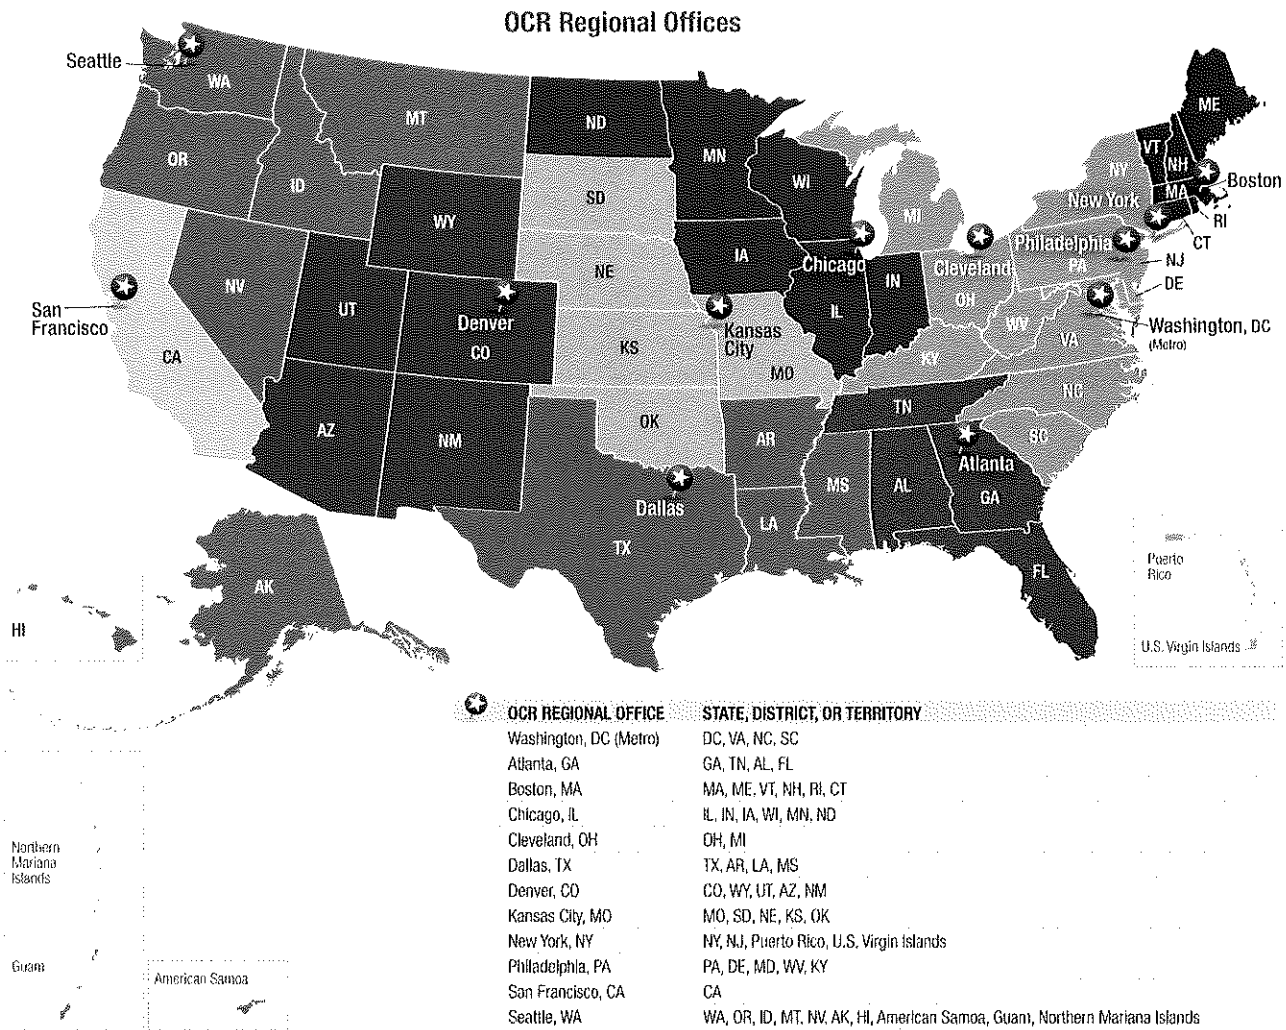 OCR Regional Offices
Seattle
WA
MT
ND
MN
ME
VT
NH
OR
ID
SD
WI
MI
NY
MA
Boston
New York
RI
CT
WY
IA
Chicago
Cleveland
Philadelphia
PA
NJ
DE
NE
NV
UT
San
Francisco
Denver
CO
Kansas
City
IL
IN
OH
WV
VA
Washington, DC
(Metro)
CA
KS
MO
KY
AZ
NM
OK
AR
TN
NC
SC
Atlanta
Dallas
TX
LA
MS
AL
GA
FL
AK
HI
Puerto
Rico
U.S. Virgin Islands
Northern
Mariana
Islands
Guam
American Samoa
OCR REGIONAL OFFICE STATE, DISTRICT, OR TERRITORY
Washington, DC (Metro) DC, VA, NC, SC
Atlanta, GA GA, TN, AL, FL
Boston, MA MA, ME, VT, NH, RI, CT
Chicago, IL IL, IN, IA, WI, MN, ND
Cleveland, OH OH, MI
Dallas, TX TX, AR, LA, MS
Denver, CO CO, WY, UT, AZ, NM
Kansas City, MO MO, SD, NE, KS, OK
New York, NY NY, NJ, Puerto Rico, U.S. Virgin Islands
Philadelphia, PA PA, DE, MD, WV, KY
San Francisco, CA CA
Seattle, WA WA, OR, ID, MT, NV, AK, HI, American Samoa, Guam, Northern Mariana Islands